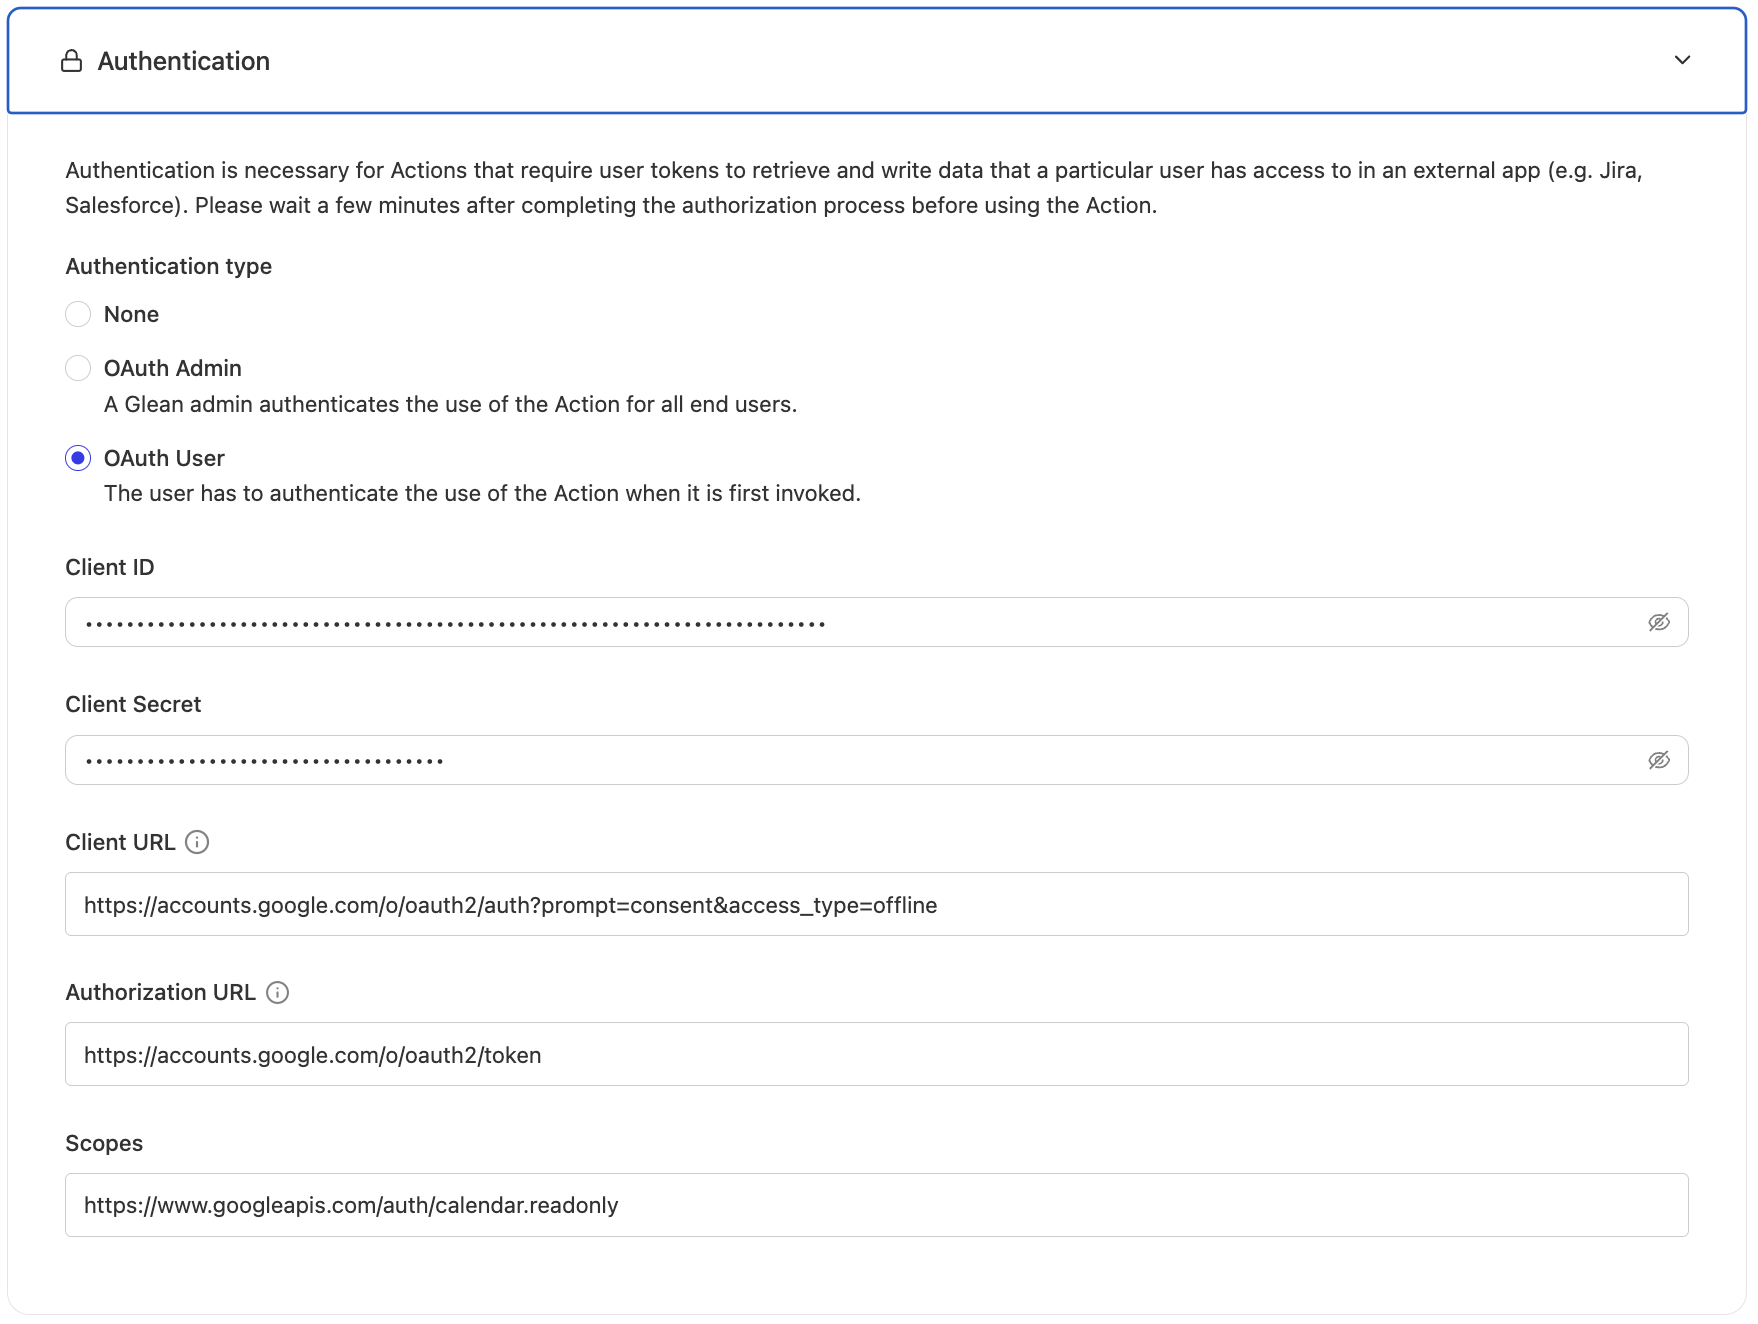 Authentication
Authentication is necessary for Actions that require user tokens to retrieve and write data that a particular user has access to in an external app (e.g. Jira,
Salesforce). Please wait a few minutes after completing the authorization process before using the Action.
Authentication type
None
OAuth Admin
A Glean admin authenticates the use of the Action for all end users.
OAuth User
The user has to authenticate the use of the Action when it is first invoked.
Client ID
Client Secret
Client URL
https://accounts.google.com/o/oauth2/auth?prompt=consent&access_type=offline
Authorization URL
https://accounts.google.com/o/oauth2/token
Scopes
https://www.googleapis.com/auth/calendar.readonly